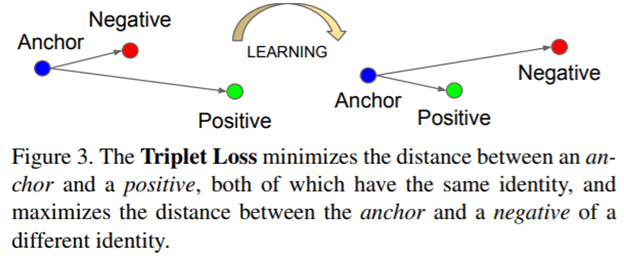 Negative
Anchor
LEARNING
Positive
Negative
Anchor
Positive
Figure 3. The Triplet Loss minimizes the distance between an an-
chor and a positive, both of which have the same identity, and
maximizes the distance between the anchor and a negative of a
different identity.